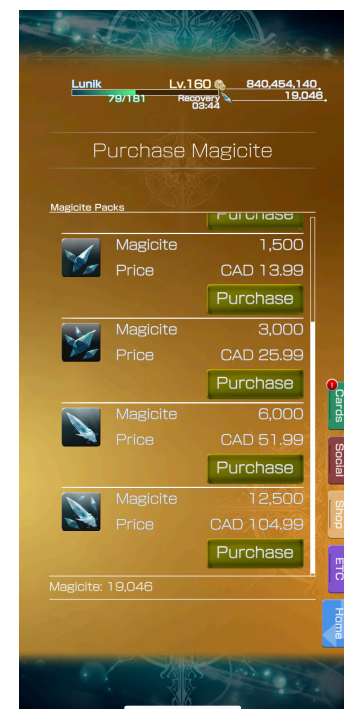 Lunik Lv.160 840,454,140
79/181 Recovery 19,046
03:44
Purchase Magicite
Magicite Packs
Purchase
Magicite 1,500
Price CAD 13.99
Purchase
Magicite 3,000
Price CAD 25.99
Purchase
Magicite 6,000
Price CAD 51.99
Purchase
Magicite 12,500
Price CAD 104.99
Purchase
Magicite: 19,046
!
Cards
Social
Shop
ETC
Home